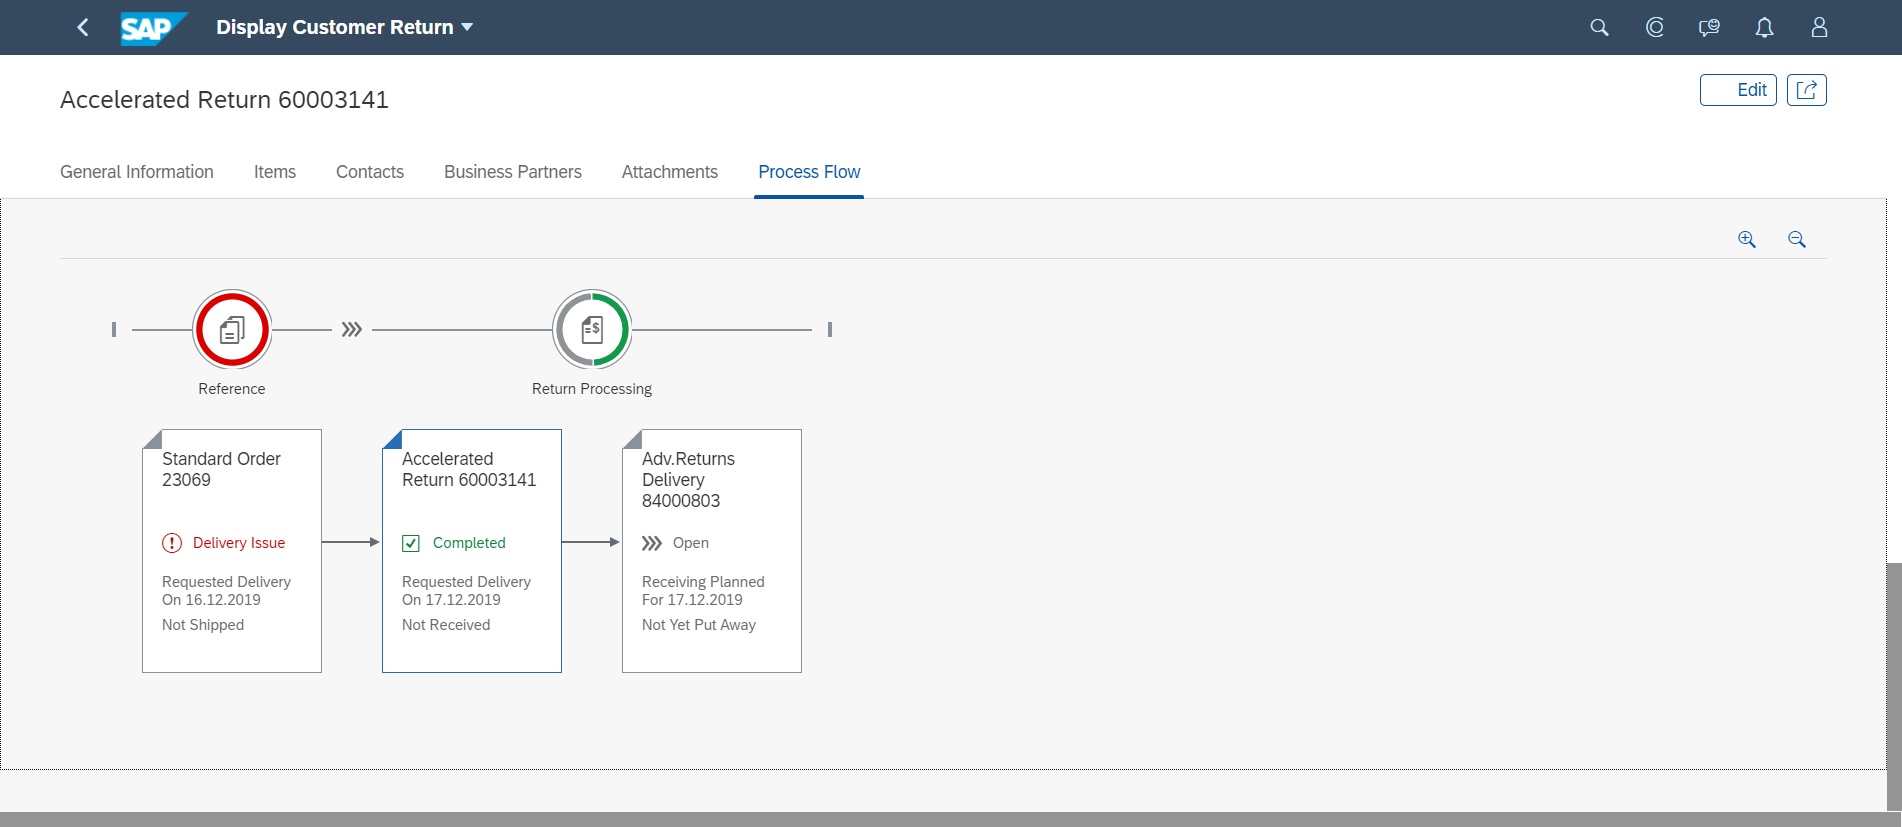 SAP
Display Customer Return
Accelerated Return 60003141
Edit
General Information
Items
Contacts
Business Partners
Attachments
Process Flow
$
Reference
Return Processing
Standard Order
23069
Delivery Issue
Requested Delivery
On 16.12.2019
Not Shipped
Accelerated
Return 60003141
Completed
Requested Delivery
On 17.12.2019
Not Received
Adv.Returns
Delivery
84000803
Open
Receiving Planned
For 17.12.2019
Not Yet Put Away